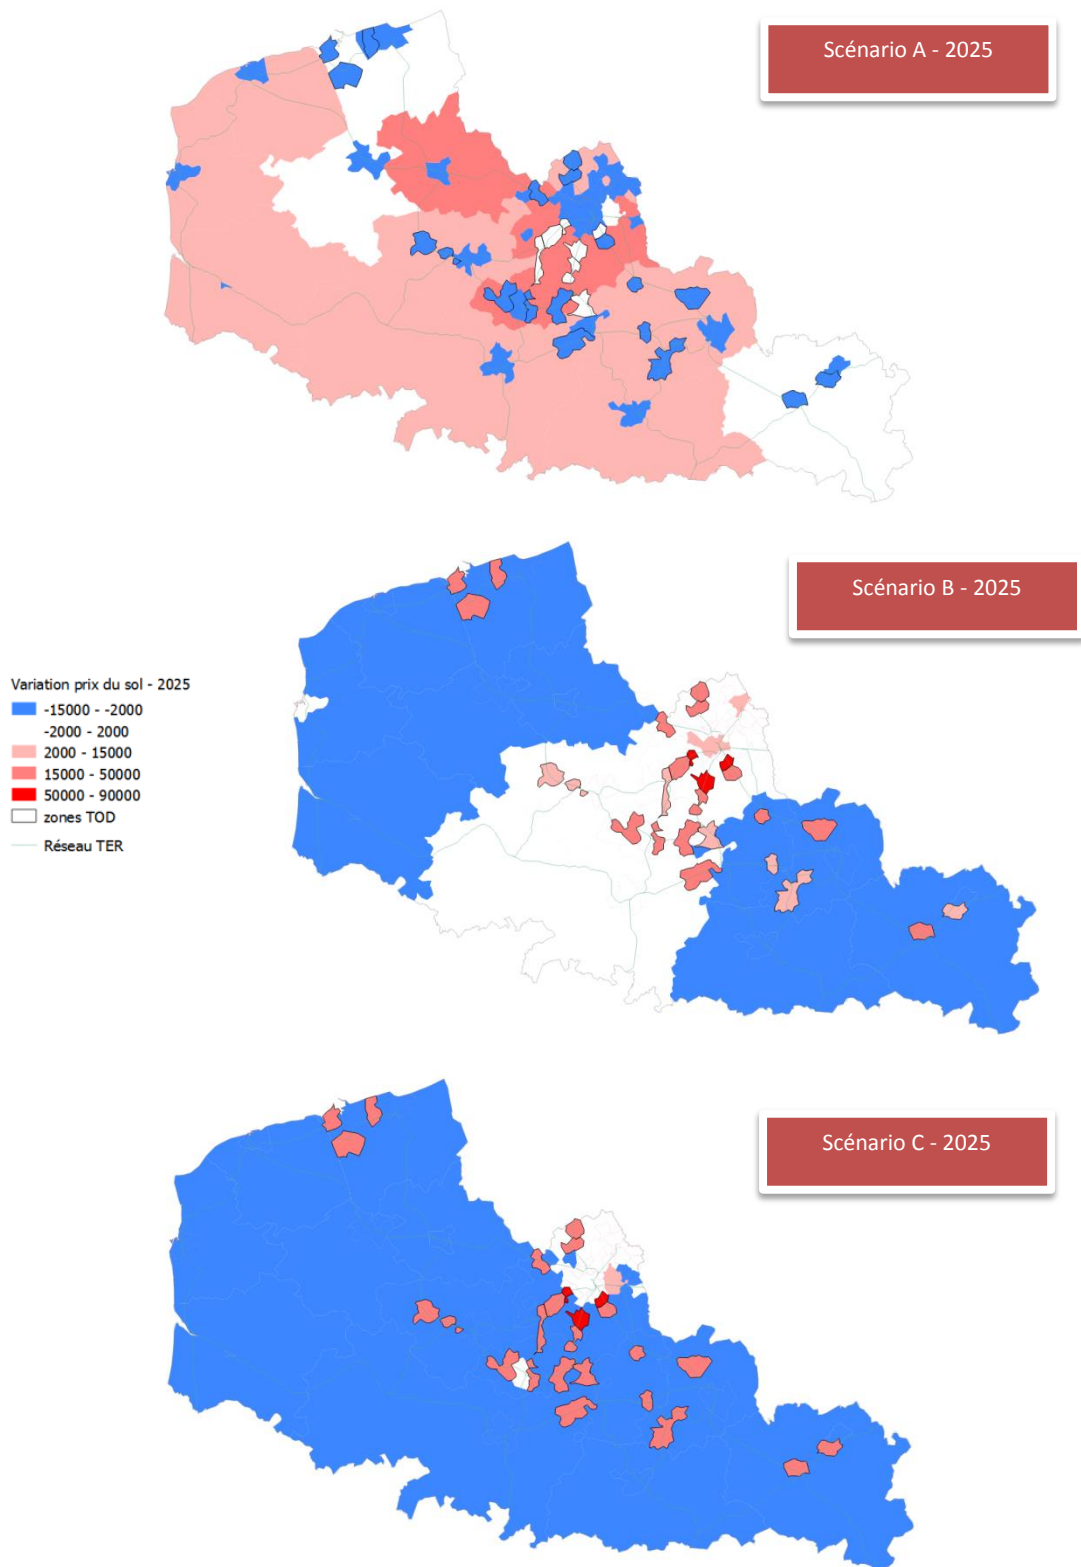 Scénario A - 2025
Scénario B - 2025
Variation prix du sol - 2025
-15000 - -2000
-2000 - 2000
2000 - 15000
15000 - 50000
50000 - 90000
zones TOD
Réseau TER
Scénario C - 2025